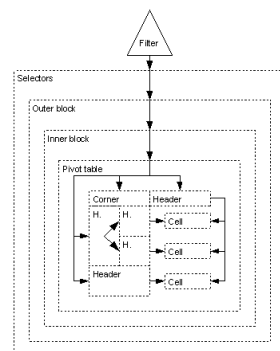 Filter
Selectors
Outer block
Inner block
Pivot table
Corner Header
H. H.
Cell
H.
Cell
Header
Cell